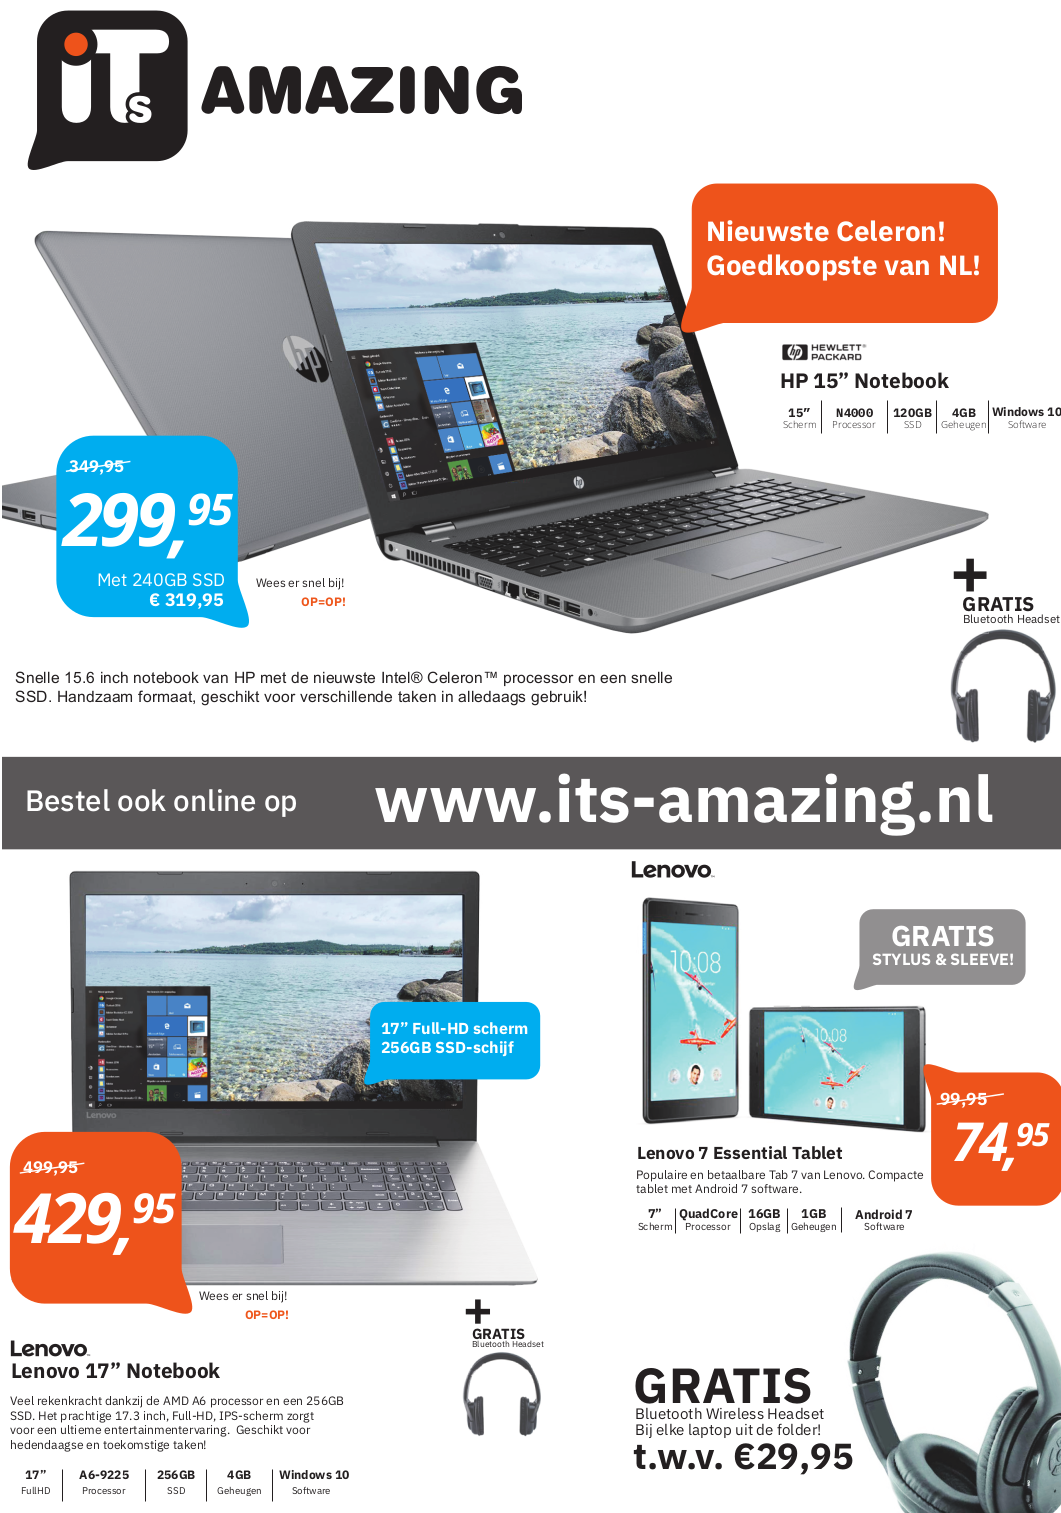 iTs AMAZING
Nieuwste Celeron!
Goedkoopste van NL!
hp HEWLETT® PACKARD
HP 15” Notebook
15” N4000 120GB 4GB Windows 10
Scherm Processor SSD Geheugen Software
349,95
299,95
Met 240GB SSD
€ 319,95
Wees er snel bij!
OP=OP!
+
GRATIS
Bluetooth Headset
Snelle 15.6 inch notebook van HP met de nieuwste Intel® Celeron™ processor en een snelle
SSD. Handzaam formaat, geschikt voor verschillende taken in alledaags gebruik!
Bestel ook online op www.its-amazing.nl
17” Full-HD scherm
256GB SSD-schijf
Lenovo
499,95
429,95
Wees er snel bij!
OP=OP!
+
GRATIS
Bluetooth Headset
Lenovo
Lenovo 17” Notebook
Veel rekenkracht dankzij de AMD A6 processor en een 256GB
SSD. Het prachtige 17.3 inch, Full-HD, IPS-scherm zorgt
voor een ultieme entertainmentervaring. Geschikt voor
hedendaagse en toekomstige taken!
17” A6-9225 256GB 4GB Windows 10
FullHD Processor SSD Geheugen Software
Lenovo
GRATIS
STYLUS & SLEEVE!
10:08
10:08
99,95
74,95
Lenovo 7 Essential Tablet
Populaire en betaalbare Tab 7 van Lenovo. Compacte
tablet met Android 7 software.
7” QuadCore 16GB 1GB Android 7
Scherm Processor Opslag Geheugen Software
GRATIS
Bluetooth Wireless Headset
Bij elke laptop uit de folder!
t.w.v. €29,95